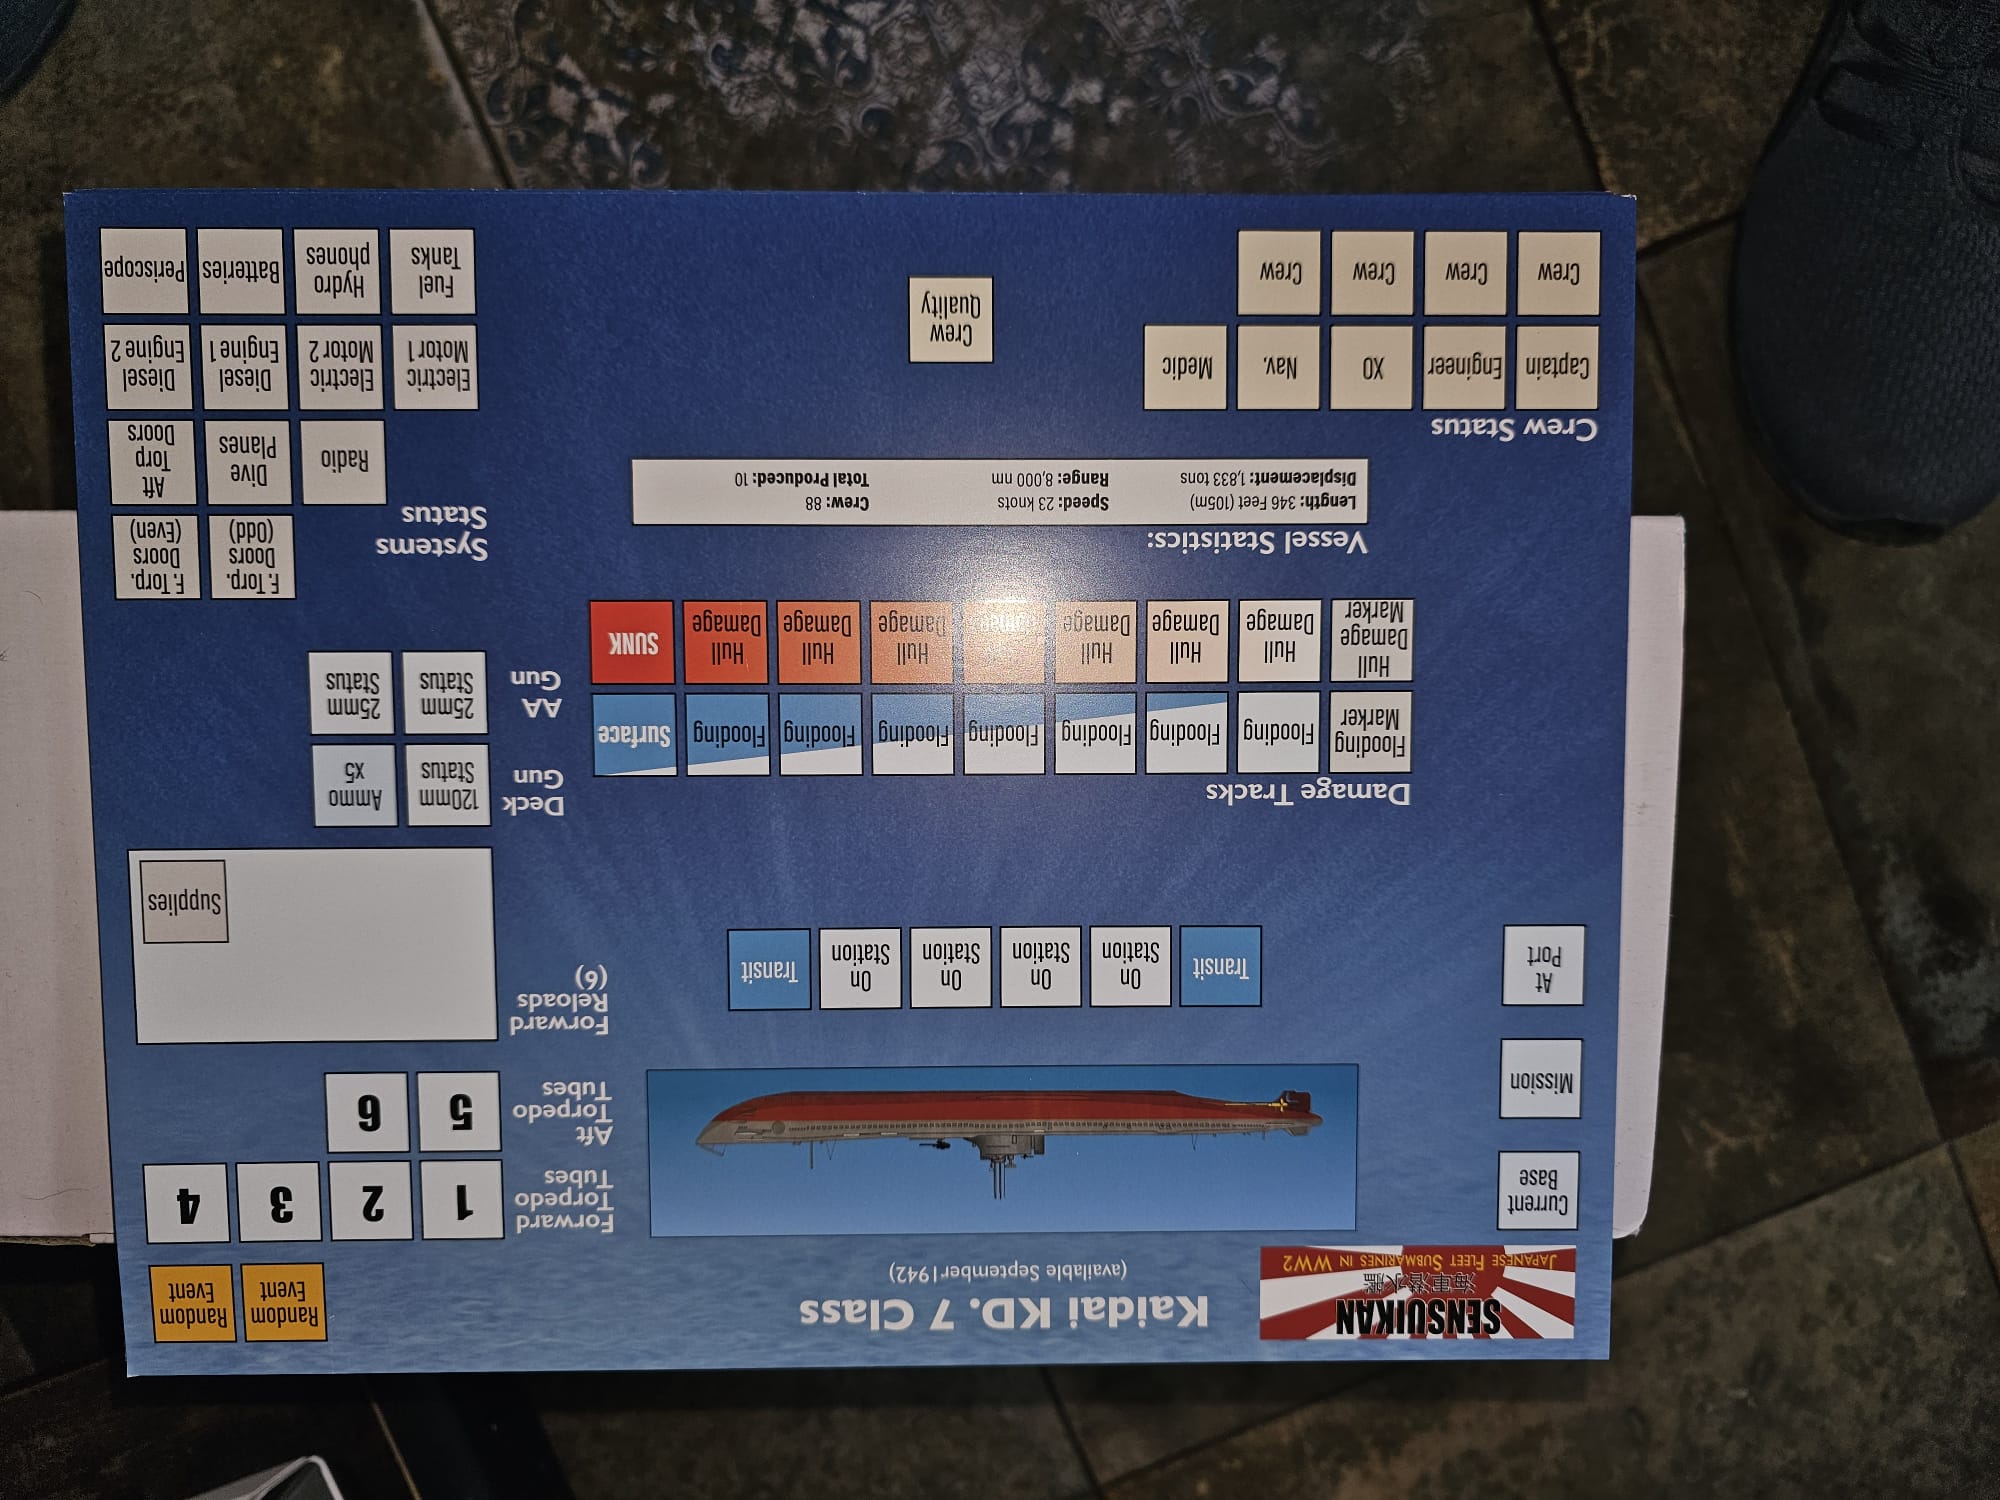 SENSUIKAN
海軍潜水艦
JAPANESE FLEET SUBMARINES IN WW2
Kaidai KD. 7 Class
(available September1942)
Random
Event
Random
Event
Current
Base
Mission
At
Port
Forward
Torpedo
Tubes
1
2
3
4
Aft
Torpedo
Tubes
5
6
Forward
Reloads
(6)
Supplies
Transit
On
Station
On
Station
On
Station
On
Station
Transit
Damage Tracks
Flooding
Marker
Flooding
Flooding
Flooding
Flooding
Flooding
Flooding
Flooding
Surface
Hull
Damage
Marker
Hull
Damage
Hull
Damage
Hull
Damage
Damage
Hull
Damage
Hull
Damage
Hull
Damage
SUNK
Deck
Gun
120mm
Status
Ammo
x5
AA
Gun
25mm
Status
25mm
Status
Vessel Statistics:
Length: 346 Feet (105m)
Displacement: 1,833 tons
Speed: 23 knots
Range: 8,000 nm
Crew: 88
Total Produced: 10
Systems
Status
F. Torp.
Doors
(Odd)
F. Torp.
Doors
(Even)
Radio
Dive
Planes
Aft
Torp
Doors
Electric
Motor 1
Electric
Motor 2
Diesel
Engine 1
Diesel
Engine 2
Fuel
Tanks
Hydro
phones
Batteries
Periscope
Crew Status
Captain
Engineer
XO
Nav.
Medic
Crew
Crew
Crew
Crew
Crew
Quality